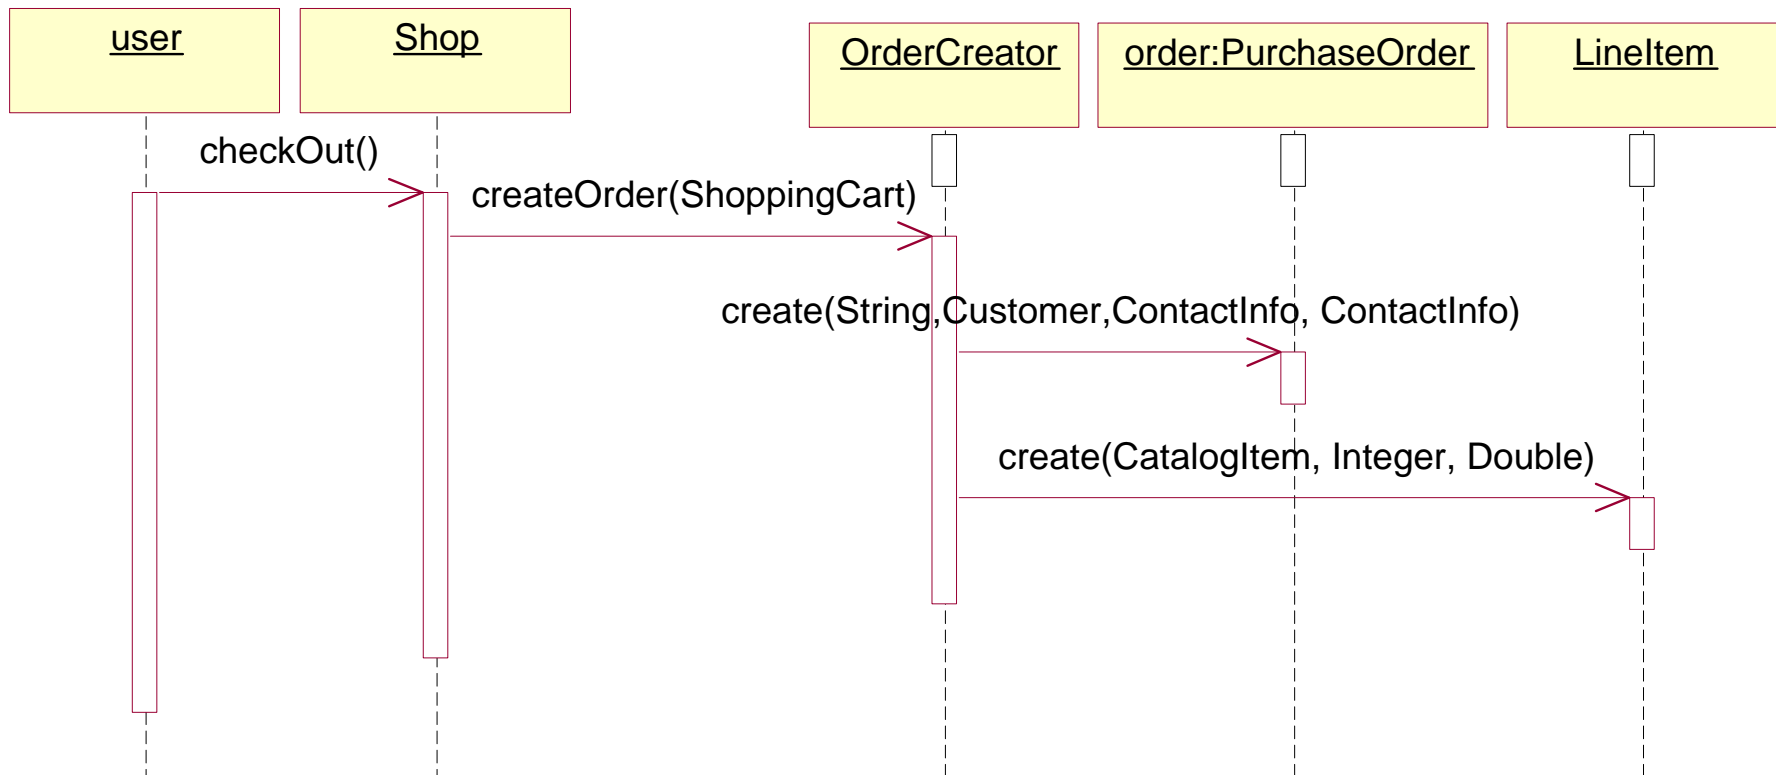 user
Shop
OrderCreator
order:PurchaseOrder
LineItem
checkOut()
createOrder(ShoppingCart)
create(String,Customer,ContactInfo, ContactInfo)
create(CatalogItem, Integer, Double)